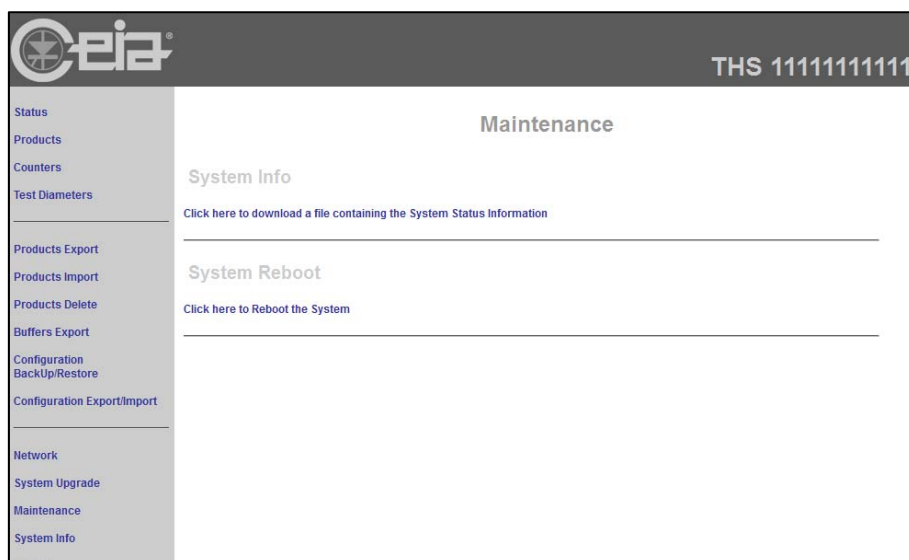 ceia®
THS 11111111111
Status
Products
Counters
Test Diameters
Products Export
Products Import
Products Delete
Buffers Export
Configuration
BackUp/Restore
Configuration Export/Import
Network
System Upgrade
Maintenance
System Info
Maintenance
System Info
Click here to download a file containing the System Status Information
System Reboot
Click here to Reboot the System